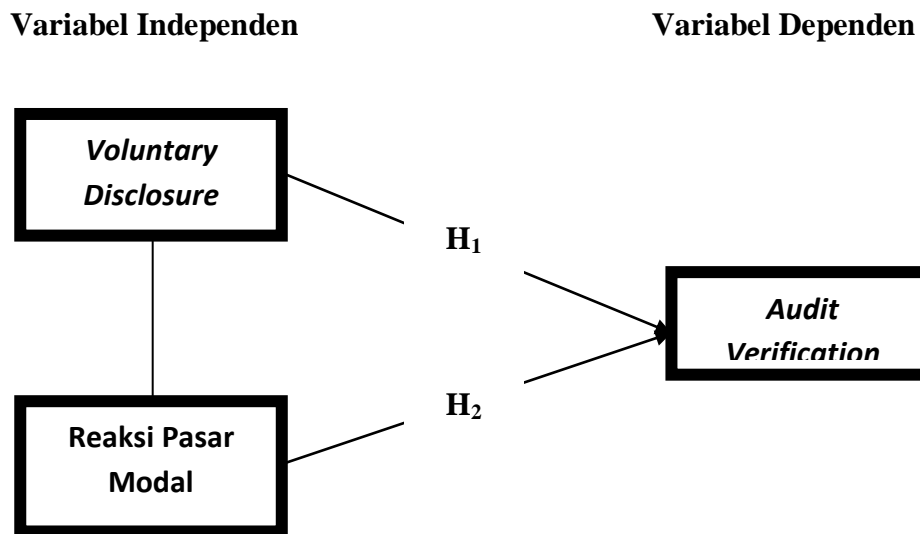 Variabel Independen
Variabel Dependen
Voluntary
Disclosure
H₁
Audit
Verification
H₂
Reaksi Pasar
Modal